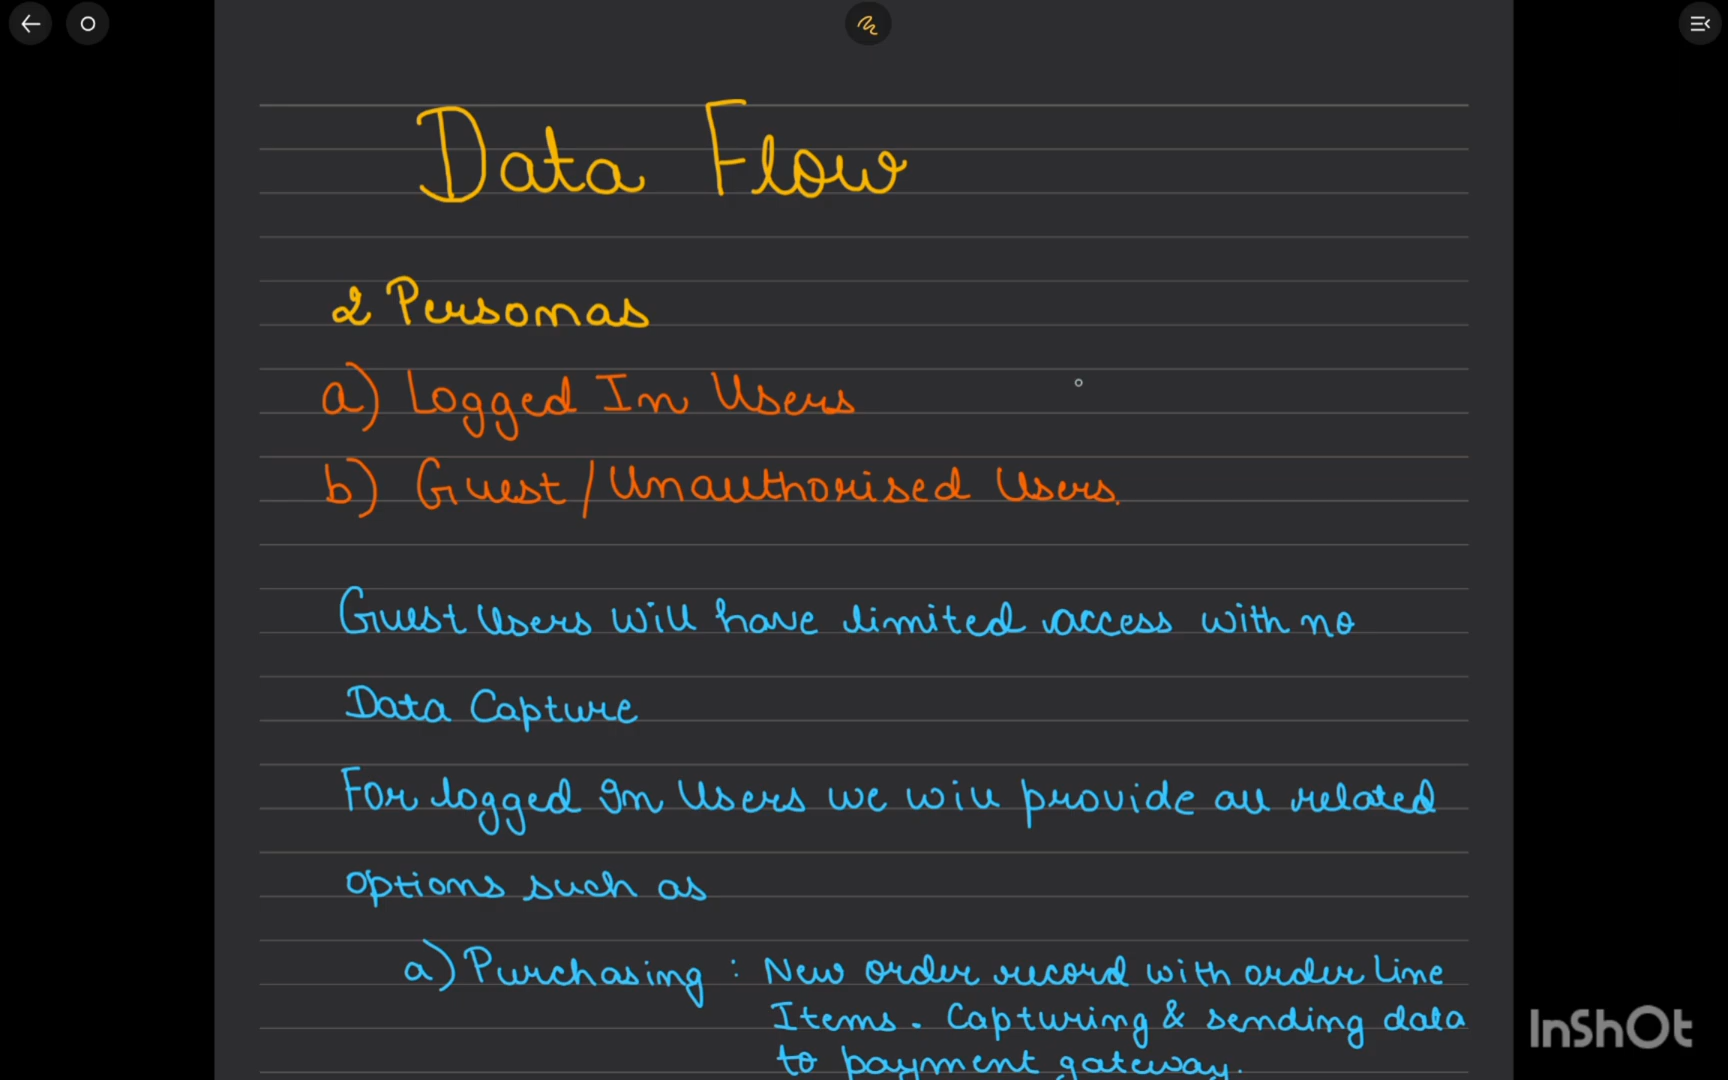 Data Flow
2 Personas
a) Logged In Users
b) Guest/Unauthorised Users.
Guest Users will have limited access with no
Data Capture
For logged In Users we will provide all related
options such as
a) Purchasing : New order record with order Line
Items. Capturing & sending data
to payment gateway.
InShOt